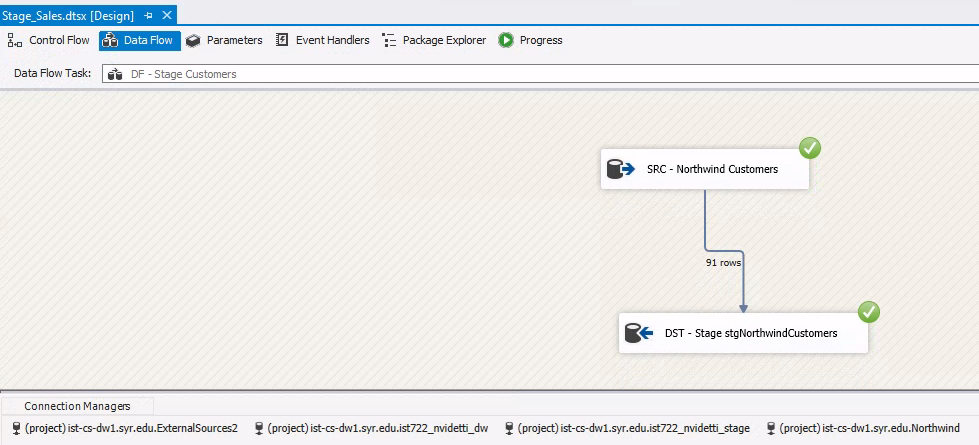 Stage_Sales.dtsx [Design]
Control Flow Data Flow Parameters Event Handlers Package Explorer Progress
Data Flow Task: DF - Stage Customers
SRC - Northwind Customers
91 rows
DST - Stage stgNorthwindCustomers
Connection Managers
(project) ist-cs-dw1.syr.edu.ExternalSources2 (project) ist-cs-dw1.syr.edu.ist722_nvidetti_dw (project) ist-cs-dw1.syr.edu.ist722_nvidetti_stage (project) ist-cs-dw1.syr.edu.Northwind